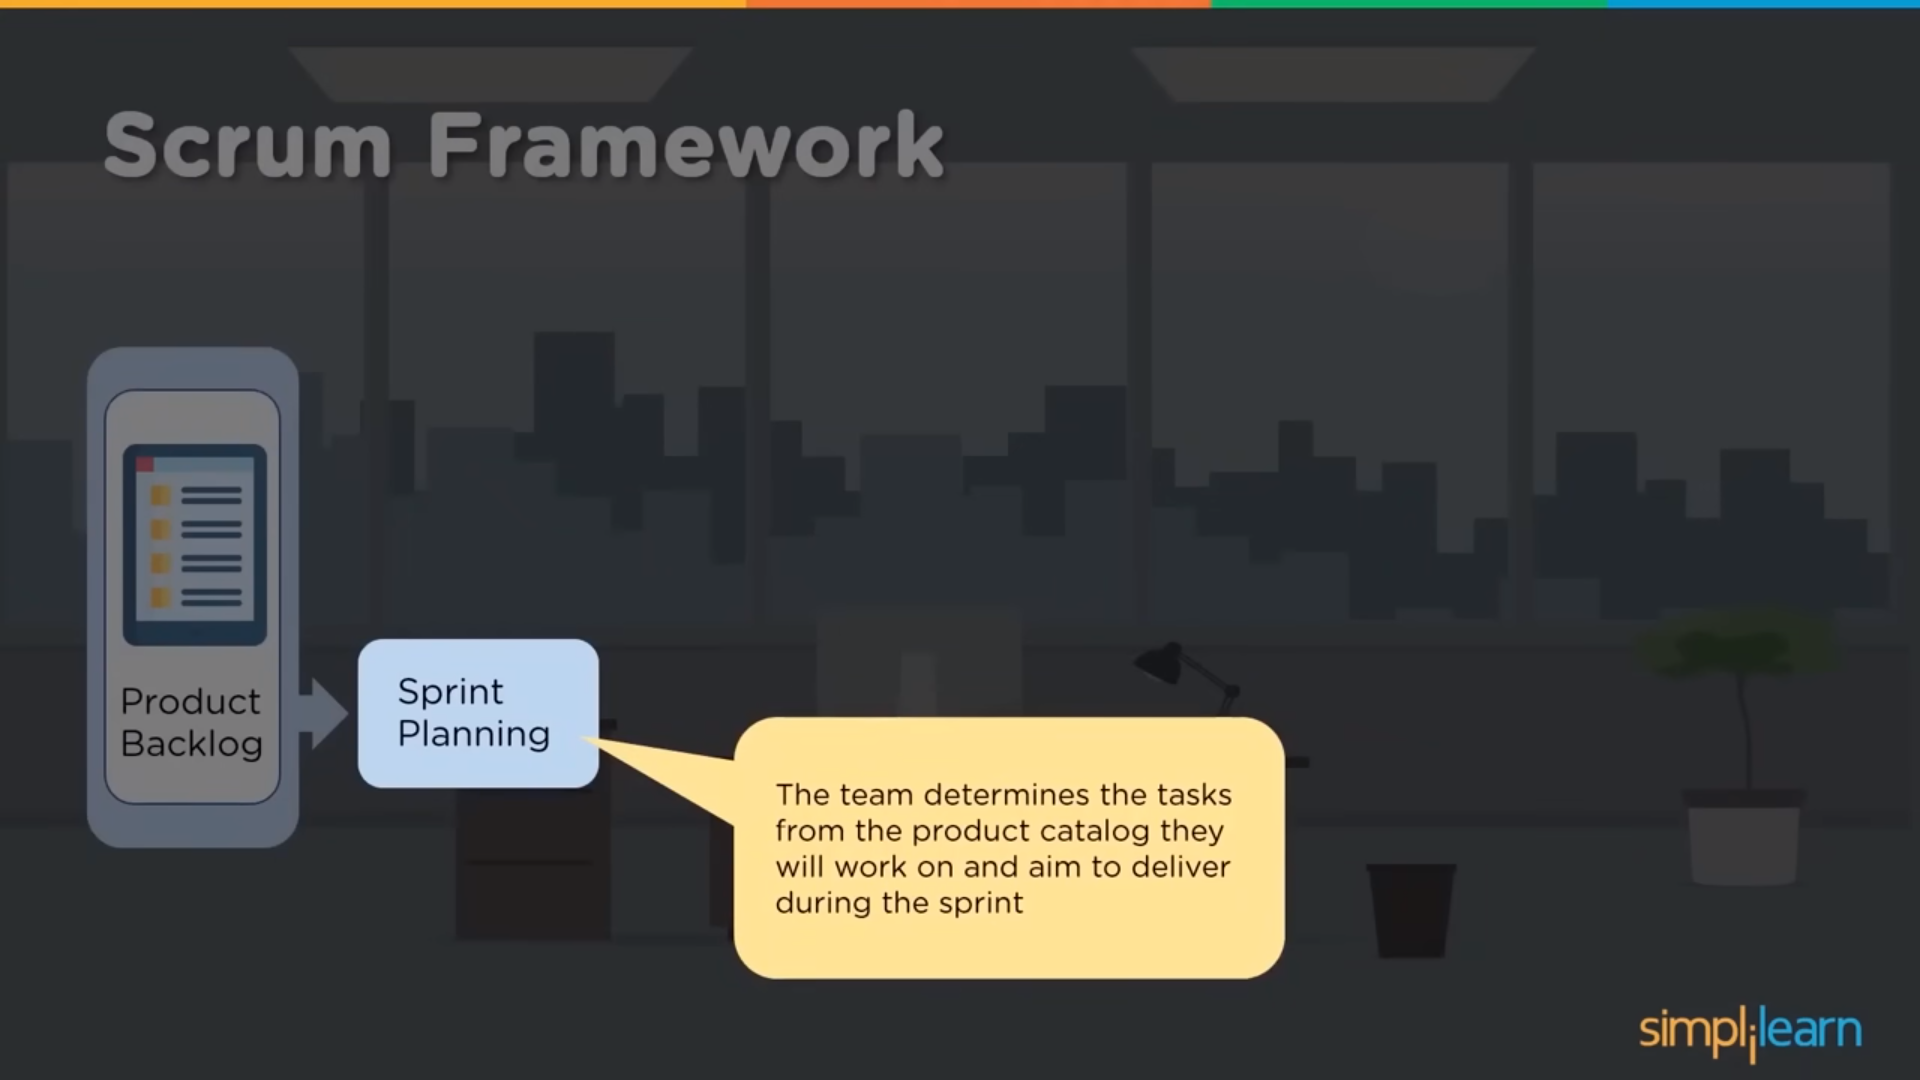 Scrum Framework
Product
Backlog
Sprint
Planning
The team determines the tasks
from the product catalog they
will work on and aim to deliver
during the sprint
simplilearn